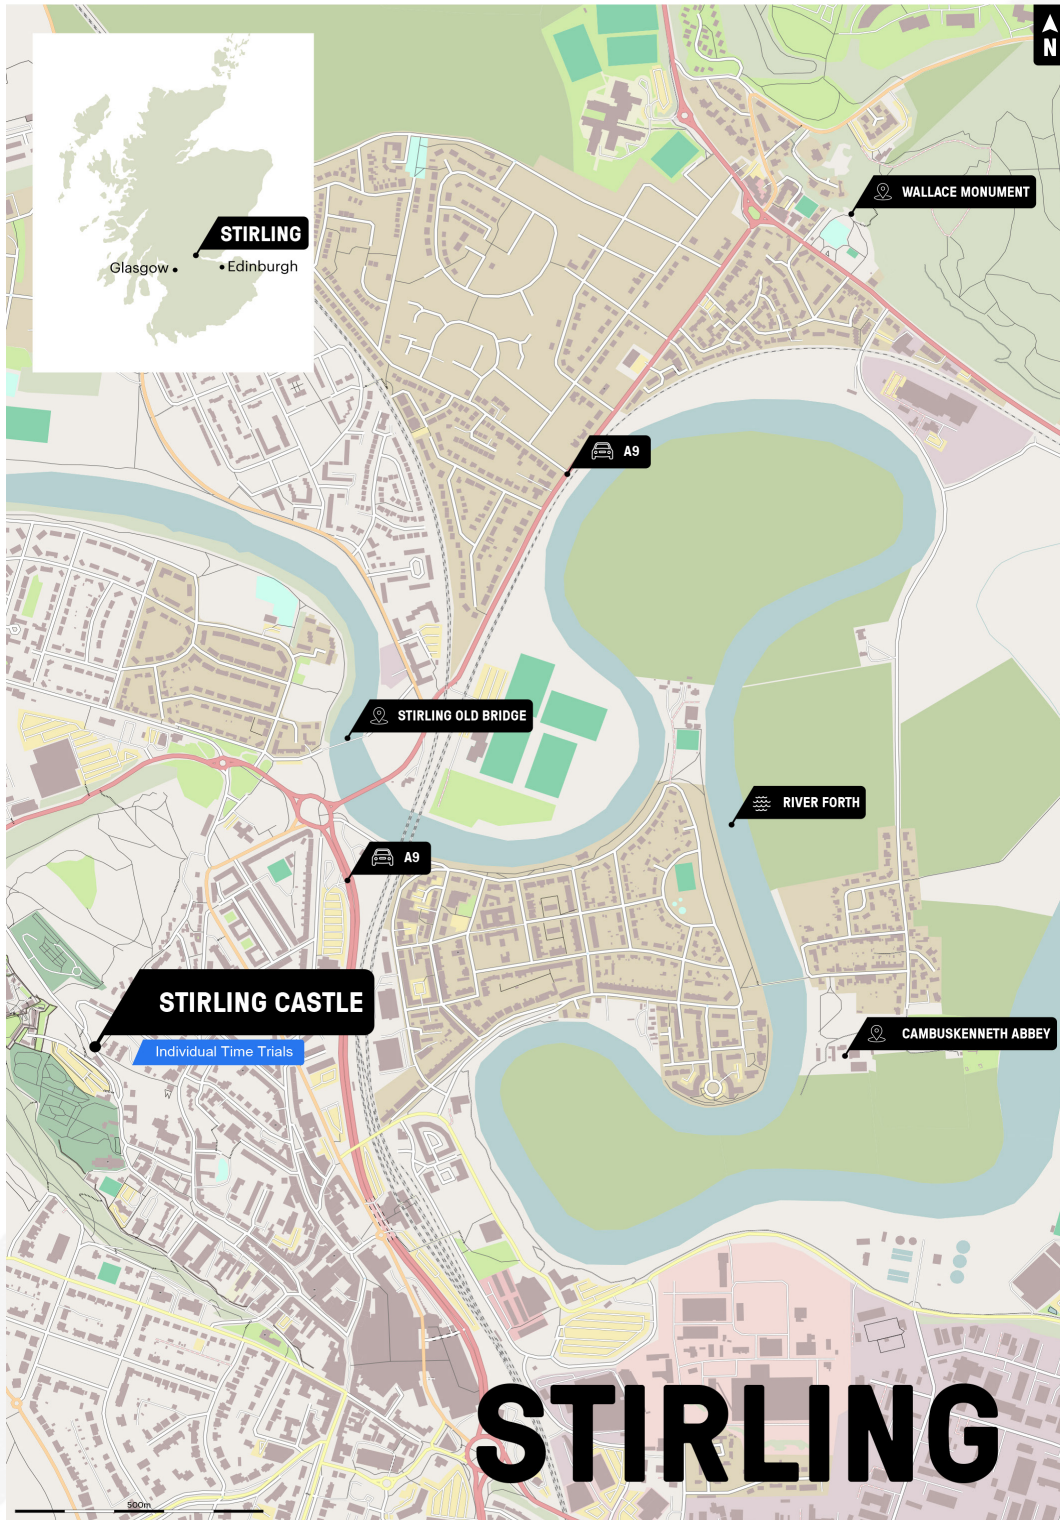 N
WALLACE MONUMENT
STIRLING
Glasgow
Edinburgh
A9
STIRLING OLD BRIDGE
RIVER FORTH
A9
STIRLING CASTLE
Individual Time Trials
CAMBUSKENNETH ABBEY
STIRLING
500m